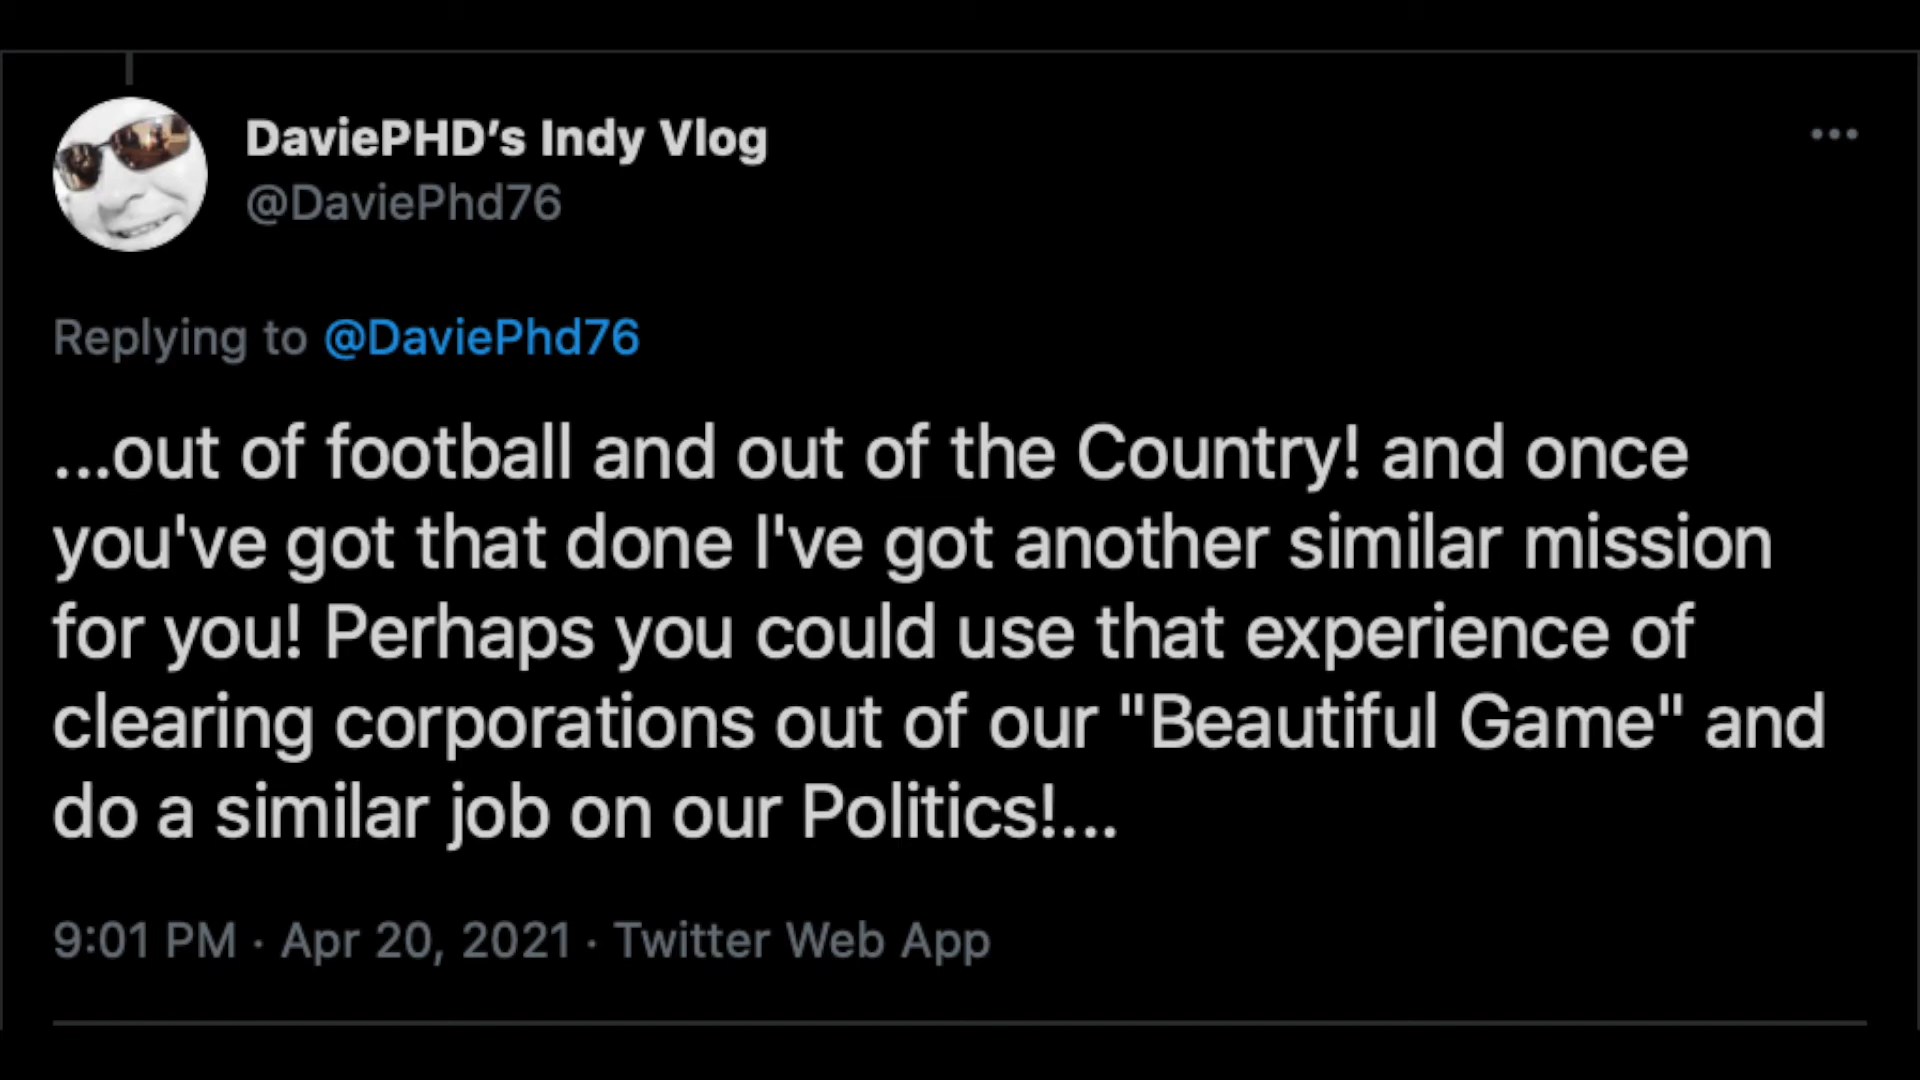 DaviePHD's Indy Vlog
@DaviePhd76
Replying to @DaviePhd76
...out of football and out of the Country! and once
you've got that done I've got another similar mission
for you! Perhaps you could use that experience of
clearing corporations out of our "Beautiful Game" and
do a similar job on our Politics!...
9:01 PM · Apr 20, 2021 · Twitter Web App